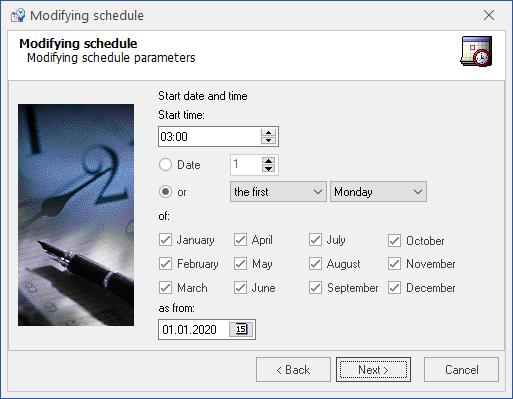 Modifying schedule
Modifying schedule
Modifying schedule parameters
Start date and time
Start time:
03:00
Date 1
or the first Monday
of:
January April July October
February May August November
March June September December
as from:
01.01.2020 15
< Back Next > Cancel